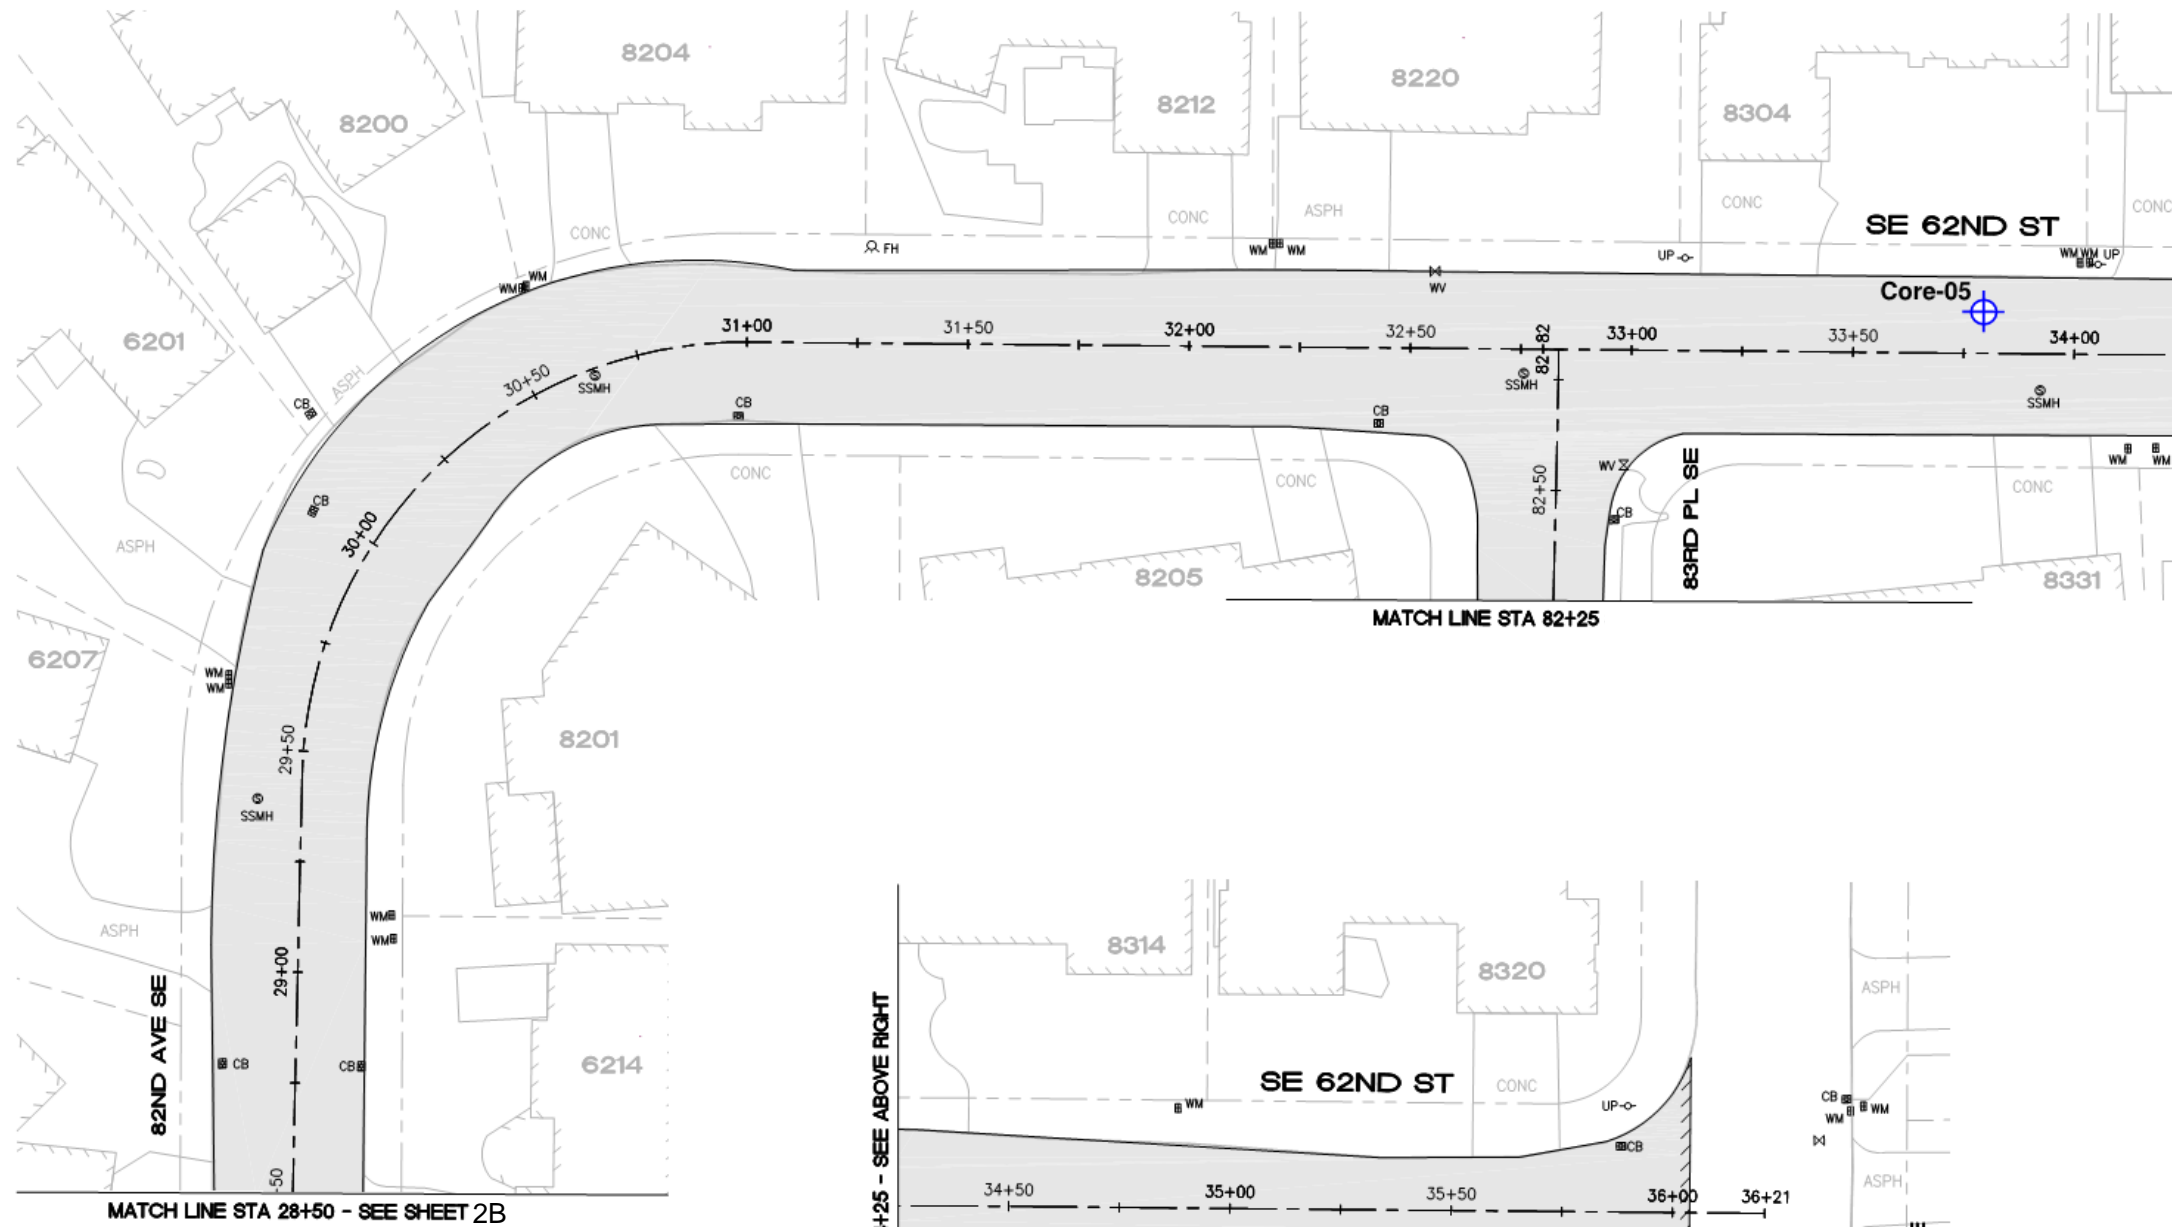 8204
8220
8212
8304
8200
CONC
CONC
ASPH
CONC
CONC
SE 62ND ST
FH
WM
WM
UP
WM
WM
UP
WM
WM
WV
Core-05
6201
31+00
31+50
32+00
32+50
82+82
33+00
33+50
34+00
ASPH
30+50
SSMH
SSMH
SSMH
CB
CB
CB
WV
WM
WM
CONC
CONC
82+50
CONC
CB
30+00
CB
83RD PL SE
ASPH
8205
8331
MATCH LINE STA 82+25
6207
WM
WM
29+50
8201
SSMH
WM
WM
ASPH
29+00
82ND AVE SE
CB
CB
6214
50
MATCH LINE STA 28+50 - SEE SHEET 2B
8314
8320
ASPH
+25 - SEE ABOVE RIGHT
SE 62ND ST
CONC
WM
UP
CB
CB
WM
WM
ASPH
34+50
35+00
35+50
36+00
36+21